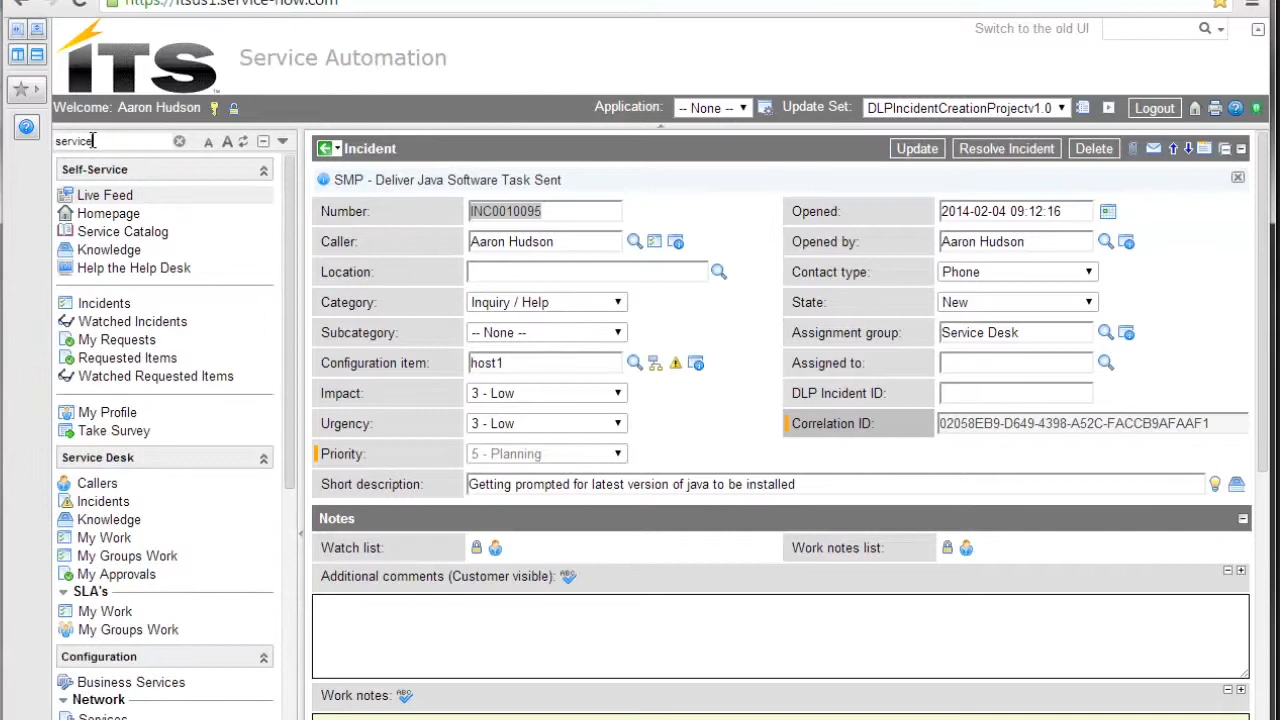 https://itsus1.service-now.com
iTS Service Automation
Switch to the old UI
Welcome: Aaron Hudson
Application: -- None -- Update Set: DLPIncidentCreationProjectv1.0 Logout
service
A A
Self-Service
Live Feed
Homepage
Service Catalog
Knowledge
Help the Help Desk
Incidents
Watched Incidents
My Requests
Requested Items
Watched Requested Items
My Profile
Take Survey
Service Desk
Callers
Incidents
Knowledge
My Work
My Groups Work
My Approvals
SLA's
My Work
My Groups Work
Configuration
Business Services
Network
Services
Incident Update Resolve Incident Delete
SMP - Deliver Java Software Task Sent
Number: INC0010095
Caller: Aaron Hudson
Location:
Category: Inquiry / Help
Subcategory: -- None --
Configuration item: host1
Impact: 3 - Low
Urgency: 3 - Low
Priority: 5 - Planning
Opened: 2014-02-04 09:12:16
Opened by: Aaron Hudson
Contact type: Phone
State: New
Assignment group: Service Desk
Assigned to:
DLP Incident ID:
Correlation ID: 02058EB9-D649-4398-A52C-FACCB9AFAAF1
Short description: Getting prompted for latest version of java to be installed
Notes
Watch list: Work notes list:
Additional comments (Customer visible): ABC
Work notes: ABC